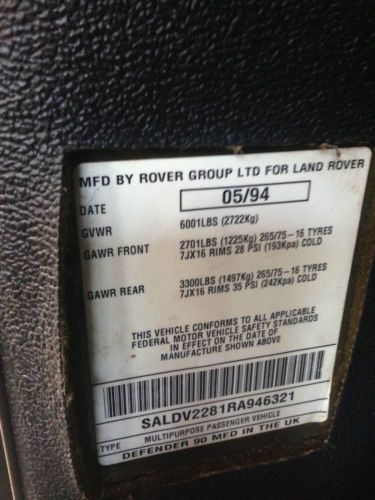 MFD BY ROVER GROUP LTD FOR LAND ROVER
DATE 05/94
GVWR 6001LBS (2722Kg)
GAWR FRONT 2701LBS (1225Kg) 265/75-16 TYRES
7JX16 RIMS 28 PSI (193Kpa) COLD
GAWR REAR 3300LBS (1497Kg) 265/75-16 TYRES
7JX16 RIMS 35 PSI (242Kpa) COLD
THIS VEHICLE CONFORMS TO ALL APPLICABLE
FEDERAL MOTOR VEHICLE SAFETY STANDARDS
IN EFFECT ON THE DATE OF
MANUFACTURE SHOWN ABOVE.
SALDV2281RA946321
TYPE MULTIPURPOSE PASSENGER VEHICLE
DEFENDER 90 MFD IN THE UK